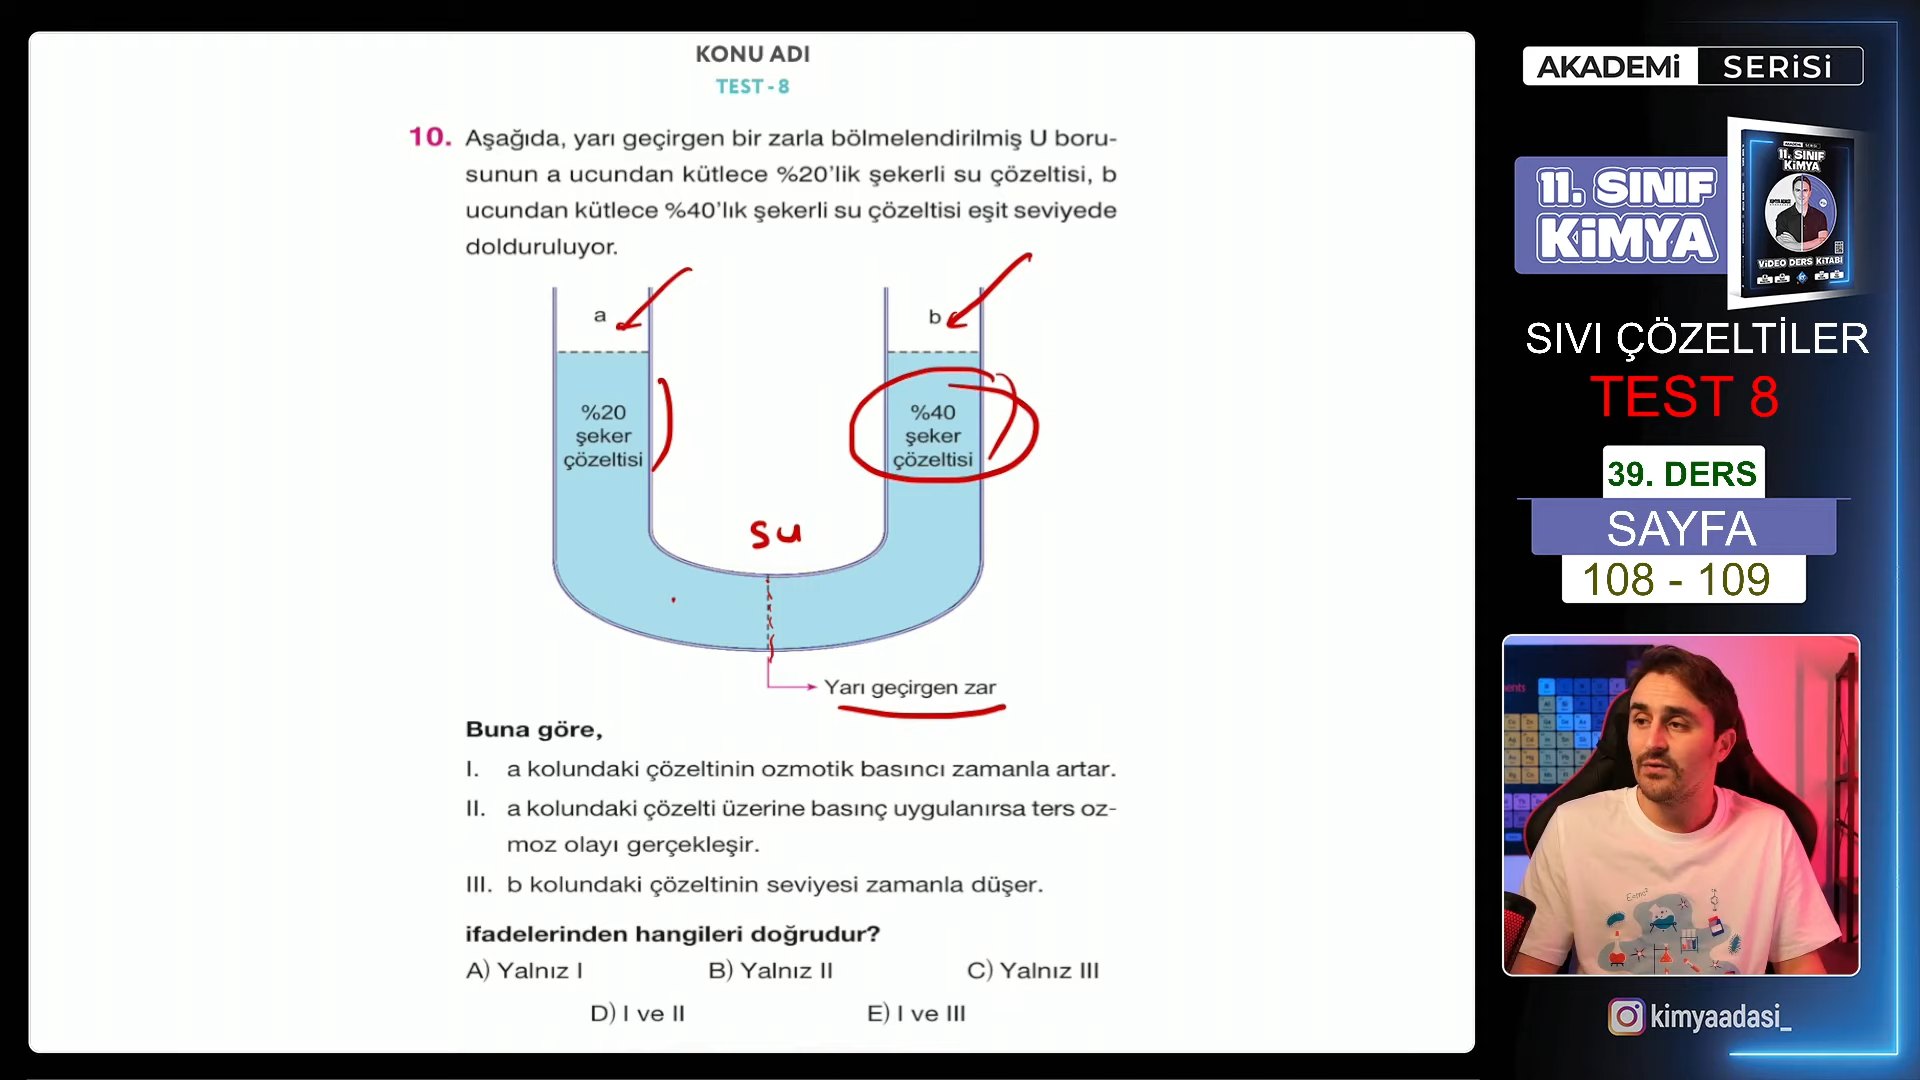 KONU ADI
TEST - 8
10. Aşağıda, yarı geçirgen bir zarla bölmelendirilmiş U boru-
sunun a ucundan kütlece %20'lik şekerli su çözeltisi, b
ucundan kütlece %40'lık şekerli su çözeltisi eşit seviyede
dolduruluyor.
a
b
%20
şeker
çözeltisi
%40
şeker
çözeltisi
su
Yarı geçirgen zar
Buna göre,
I. a kolundaki çözeltinin ozmotik basıncı zamanla artar.
II. a kolundaki çözelti üzerine basınç uygulanırsa ters oz-
moz olayı gerçekleşir.
III. b kolundaki çözeltinin seviyesi zamanla düşer.
ifadelerinden hangileri doğrudur?
A) Yalnız I B) Yalnız II C) Yalnız III
D) I ve II E) I ve III
AKADEMİ SERİSİ
11. SINIF
KİMYA
11. SINIF
KİMYA
VİDEO DERS KİTABI
SIVI ÇÖZELTİLER
TEST 8
39. DERS
SAYFA
108 - 109
kimyaadasi_